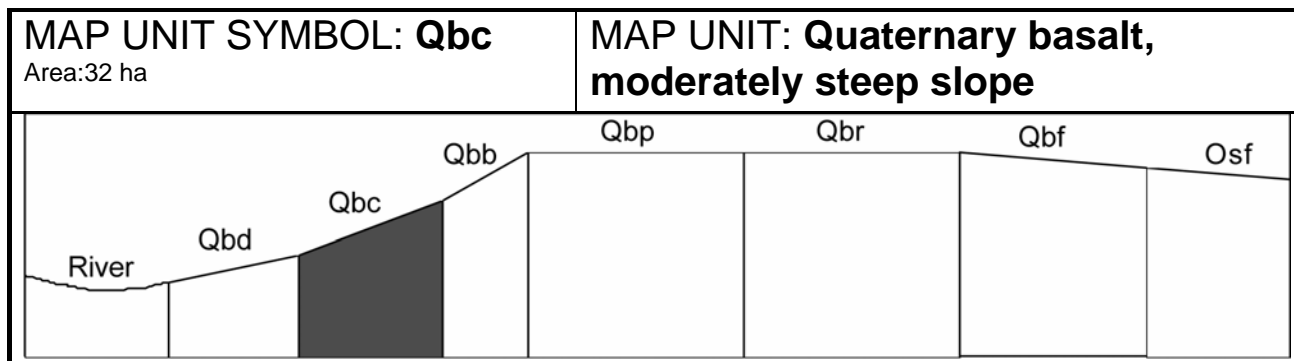 MAP UNIT SYMBOL: Qbc
Area:32 ha
MAP UNIT: Quaternary basalt,
moderately steep slope
Qbp
Qbr
Qbf
Osf
Qbb
Qbc
Qbd
River